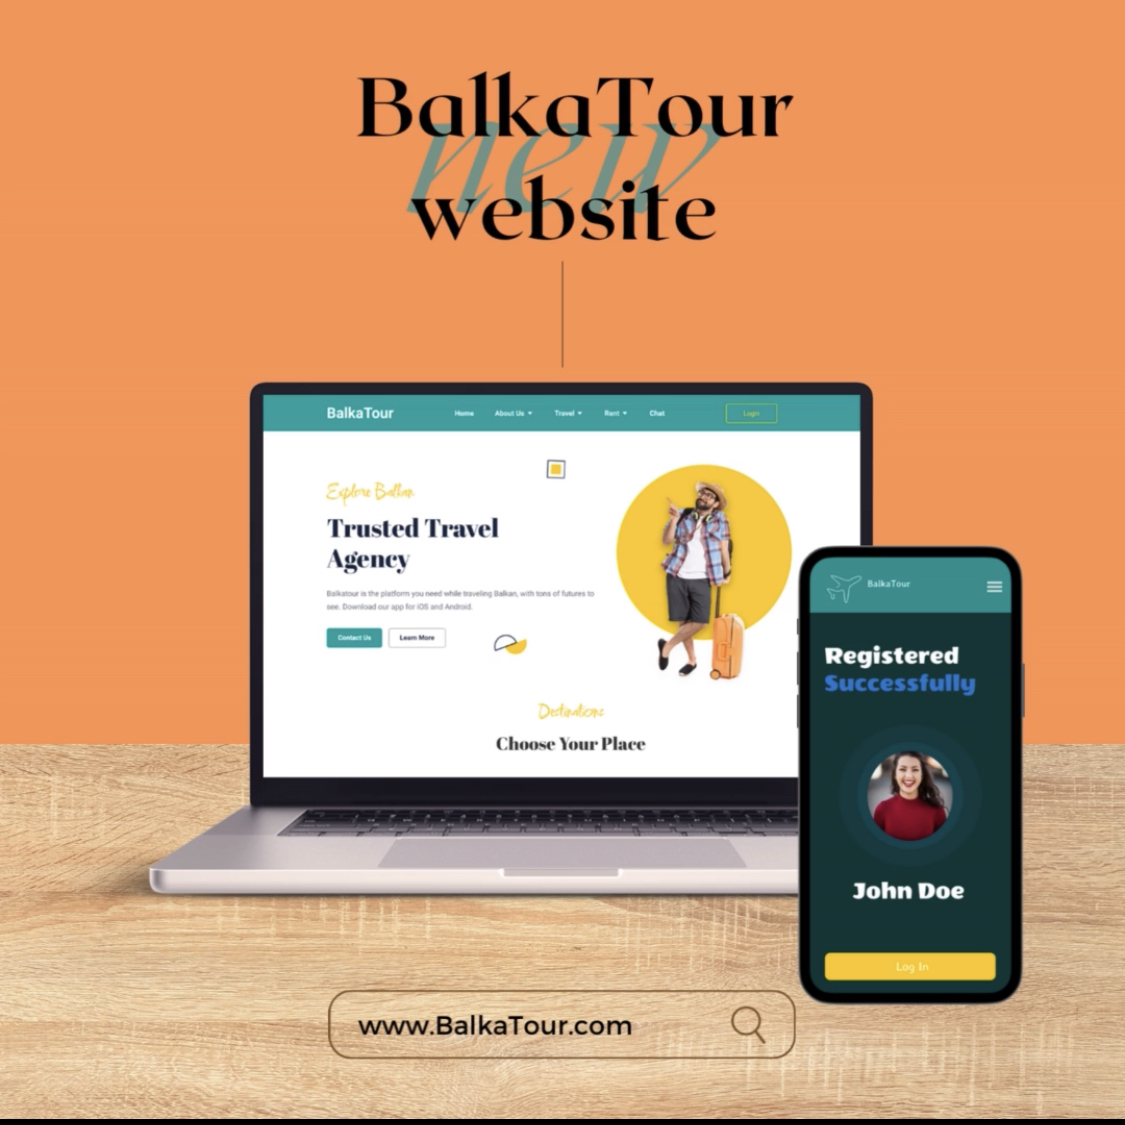 BalkaTour
new
website
BalkaTour
Home About Us Travel Rent Chat Login
Explore Balkan
Trusted Travel
Agency
Balkatour is the platform you need while traveling Balkan, with tons of futures to
see. Download our app for iOS and Android.
Contact Us Learn More
Destinations
Choose Your Place
BalkaTour
Registered
Successfully
John Doe
Log In
www.BalkaTour.com